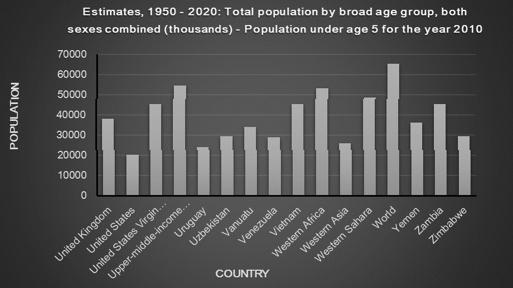 Estimates, 1950 - 2020: Total population by broad age group, both
sexes combined (thousands) - Population under age 5 for the year 2010
POPULATION
70000
60000
50000
40000
30000
20000
10000
0
United Kingdom
United States
United States Virgin...
Upper-middle-income...
Uruguay
Uzbekistan
Vanuatu
Venezuela
Vietnam
Western Africa
Western Asia
Western Sahara
World
Yemen
Zambia
Zimbabwe
COUNTRY